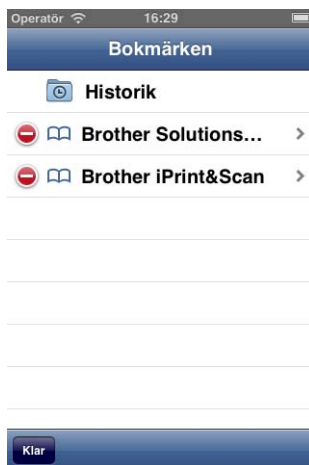 Operatör 16:29
Bokmärken
Historik
Brother Solutions...
Brother iPrint&Scan
Klar